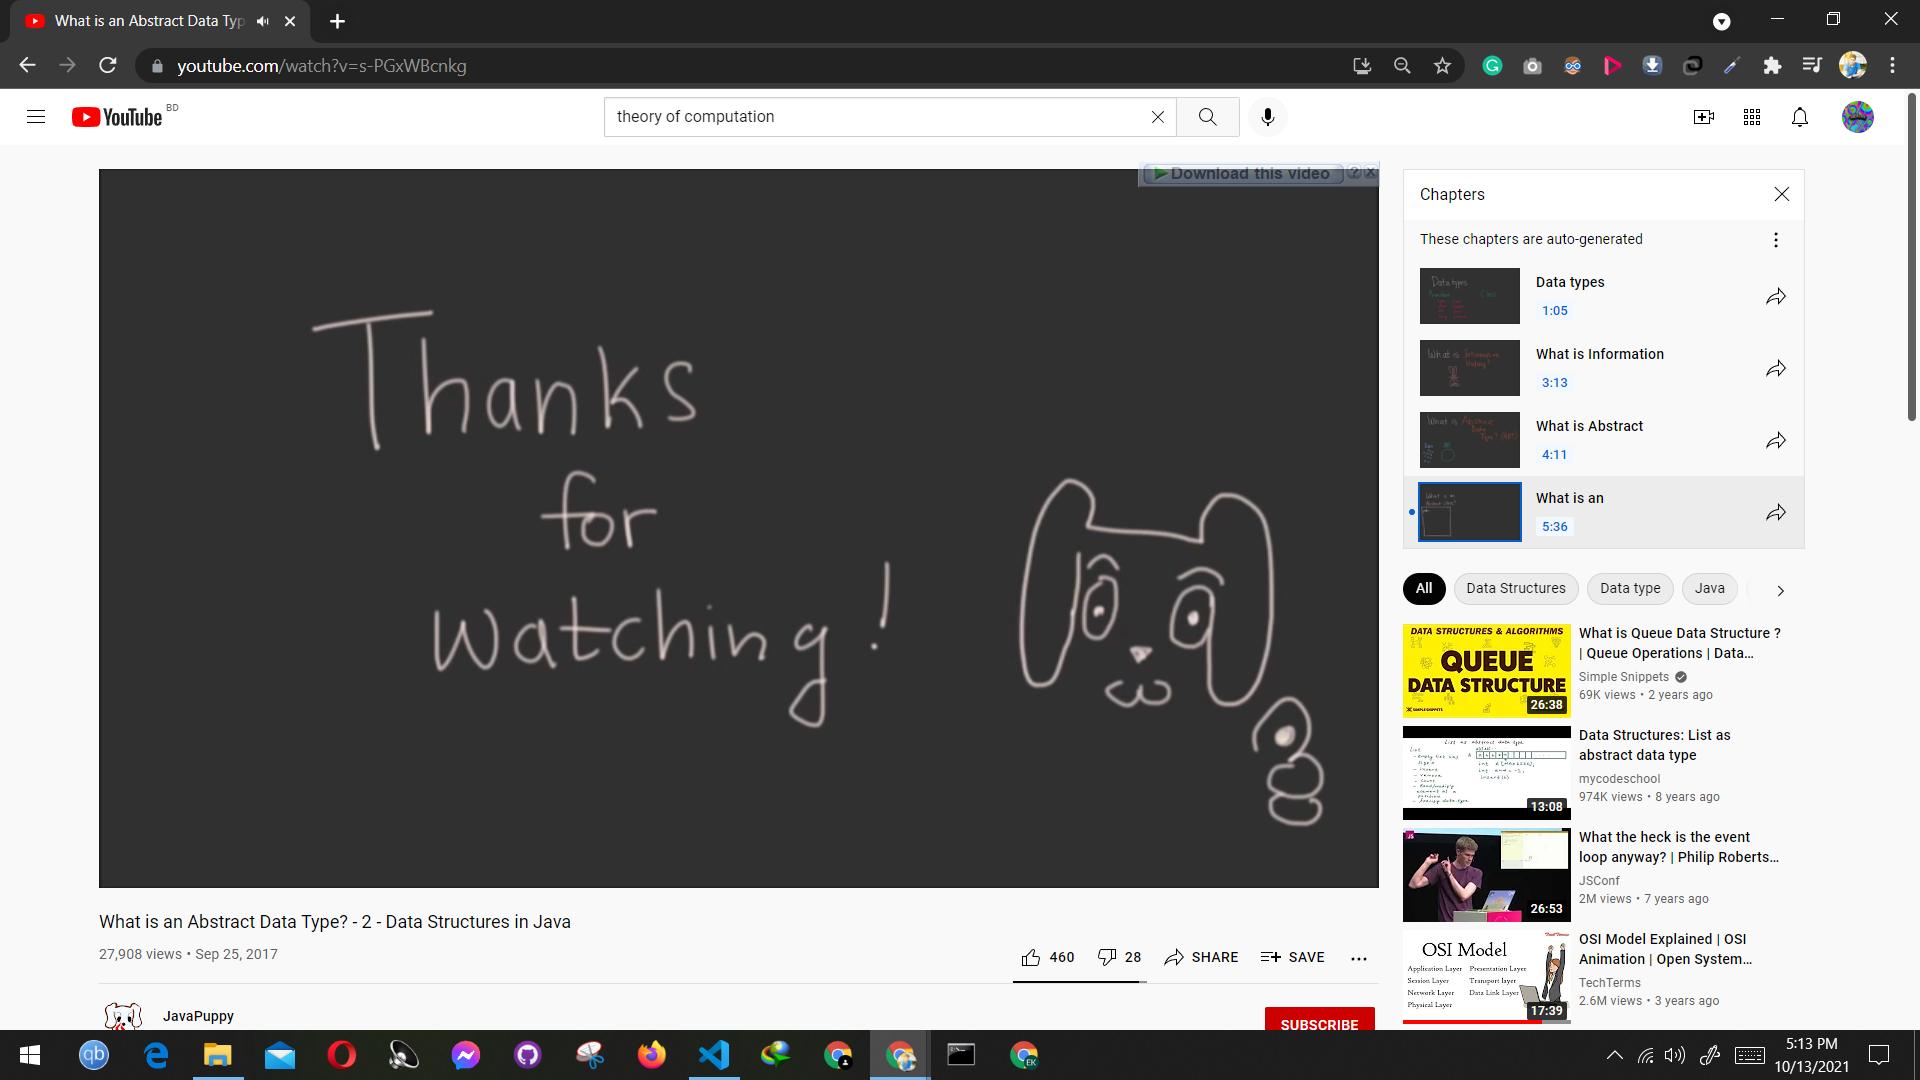 What is an Abstract Data Typ
youtube.com/watch?v=s-PGxWBcnkg
YouTube BD
theory of computation
Download this video
Thanks
for
watching!
What is an Abstract Data Type? - 2 - Data Structures in Java
27,908 views • Sep 25, 2017
460
28
SHARE
SAVE
JavaPuppy
SUBSCRIBE
Chapters
These chapters are auto-generated
Data types
1:05
What is Information
3:13
What is Abstract
4:11
What is an
5:36
All
Data Structures
Data type
Java
DATA STRUCTURES & ALGORITHMS
QUEUE
DATA STRUCTURE
26:38
What is Queue Data Structure ?
| Queue Operations | Data...
Simple Snippets
69K views • 2 years ago
13:08
Data Structures: List as
abstract data type
mycodeschool
974K views • 8 years ago
JS
26:53
What the heck is the event
loop anyway? | Philip Roberts...
JSConf
2M views • 7 years ago
OSI Model
Application Layer Presentation Layer
Session Layer Transport layer
Network Layer Data Link Layer
Physical Layer
17:39
OSI Model Explained | OSI
Animation | Open System...
TechTerms
2.6M views • 3 years ago
qb
EK
5:13 PM
10/13/2021